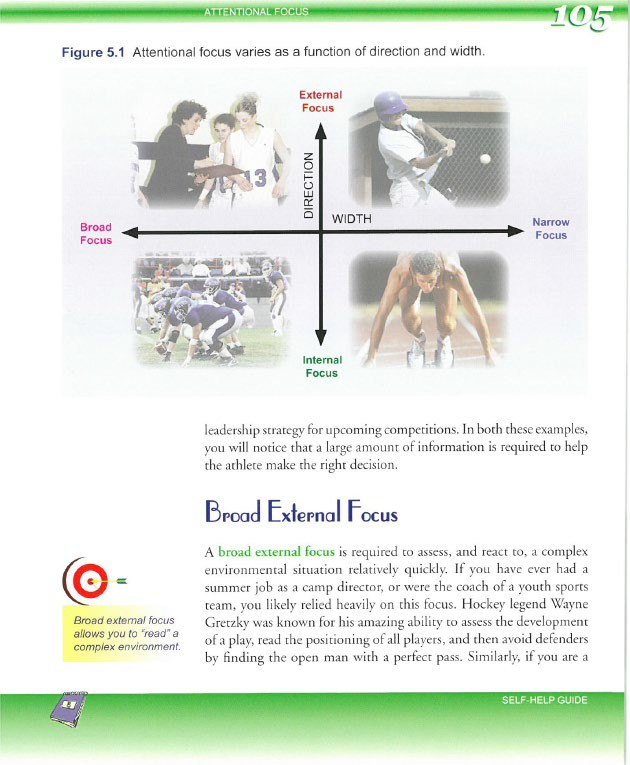 ATTENTIONAL FOCUS
105
Figure 5.1 Attentional focus varies as a function of direction and width.
External
Focus
DIRECTION
WIDTH
Broad
Focus
Narrow
Focus
13
Internal
Focus
leadership strategy for upcoming competitions. In both these examples,
you will notice that a large amount of information is required to help
the athlete make the right decision.
Broad External Focus
A broad external focus is required to assess, and react to, a complex
environmental situation relatively quickly. If you have ever had a
summer job as a camp director, or were the coach of a youth sports
team, you likely relied heavily on this focus. Hockey legend Wayne
Gretzky was known for his amazing ability to assess the development
of a play, read the positioning of all players, and then avoid defenders
by finding the open man with a perfect pass. Similarly, if you are a
Broad external focus
allows you to "read" a
complex environment.
SELF-HELP GUIDE